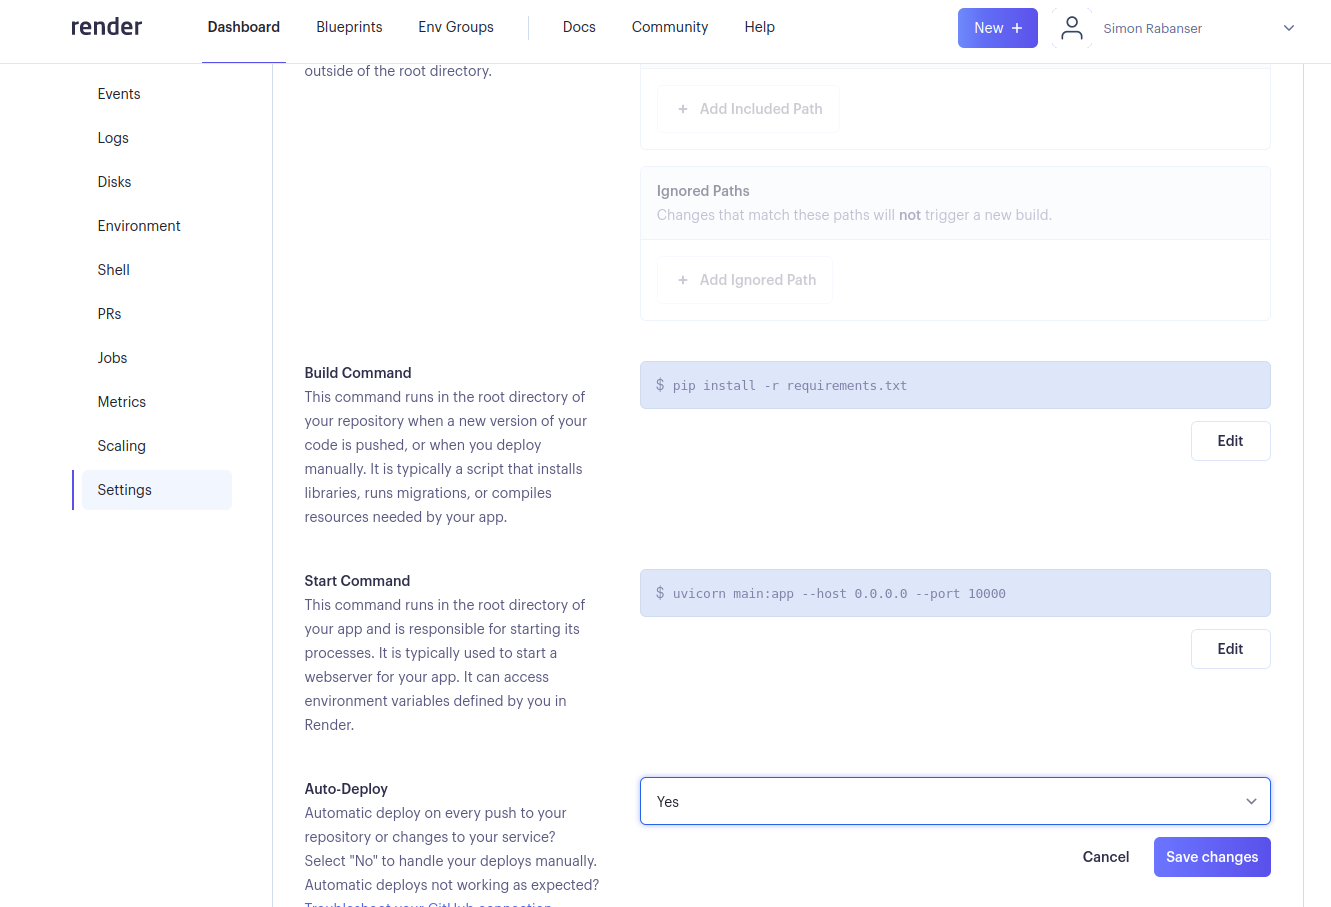 render
Dashboard
Blueprints
Env Groups
Docs
Community
Help
New +
Simon Rabanser
Events
Logs
Disks
Environment
Shell
PRs
Jobs
Metrics
Scaling
Settings
outside of the root directory.
+ Add Included Path
Ignored Paths
Changes that match these paths will not trigger a new build.
+ Add Ignored Path
Build Command
This command runs in the root directory of
your repository when a new version of your
code is pushed, or when you deploy
manually. It is typically a script that installs
libraries, runs migrations, or compiles
resources needed by your app.
$ pip install -r requirements.txt
Edit
Start Command
This command runs in the root directory of
your app and is responsible for starting its
processes. It is typically used to start a
webserver for your app. It can access
environment variables defined by you in
Render.
$ uvicorn main:app --host 0.0.0.0 --port 10000
Edit
Auto-Deploy
Automatic deploy on every push to your
repository or changes to your service?
Select "No" to handle your deploys manually.
Automatic deploys not working as expected?
Troubleshoot your GitHub connection
Yes
Cancel
Save changes